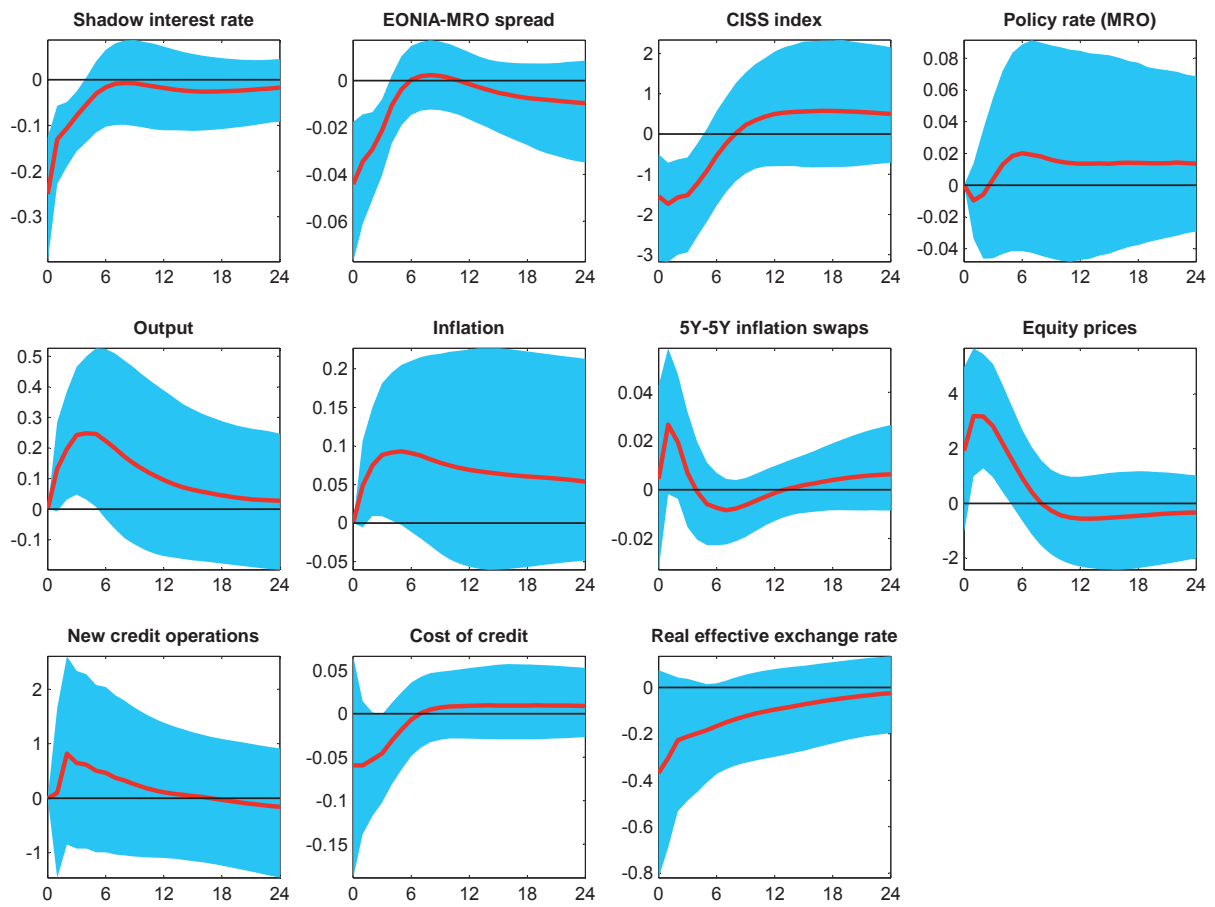 Shadow interest rate
0
-0.1
-0.2
-0.3
0 6 12 18 24
EONIA-MRO spread
0
-0.02
-0.04
-0.06
0 6 12 18 24
CISS index
2
1
0
-1
-2
-3
0 6 12 18 24
Policy rate (MRO)
0.08
0.06
0.04
0.02
0
-0.02
-0.04
0 6 12 18 24
Output
0.5
0.4
0.3
0.2
0.1
0
-0.1
0 6 12 18 24
Inflation
0.2
0.15
0.1
0.05
0
-0.05
0 6 12 18 24
5Y-5Y inflation swaps
0.04
0.02
0
-0.02
0 6 12 18 24
Equity prices
4
2
0
-2
0 6 12 18 24
New credit operations
2
1
0
-1
0 6 12 18 24
Cost of credit
0.05
0
-0.05
-0.1
-0.15
0 6 12 18 24
Real effective exchange rate
0
-0.2
-0.4
-0.6
-0.8
0 6 12 18 24